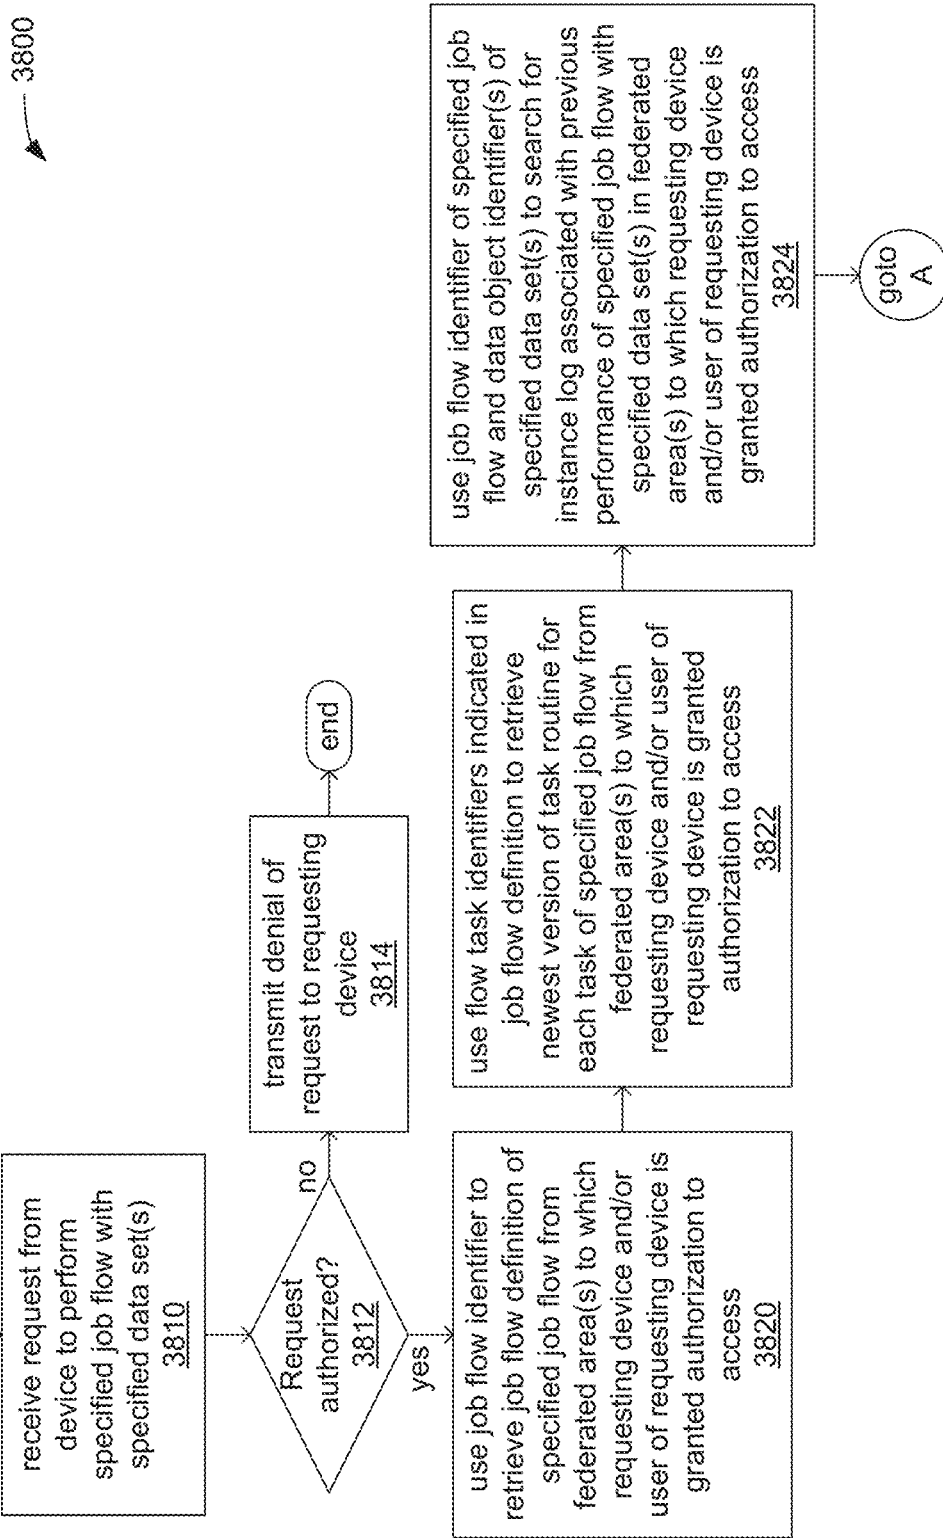 3800
receive request from
device to perform
specified job flow with
specified data set(s)
3810
Request
authorized?
3812
no
transmit denial of
request to requesting
device
3814
end
yes
use job flow identifier to
retrieve job flow definition of
specified job flow from
federated area(s) to which
requesting device and/or
user of requesting device is
granted authorization to
access
3820
use flow task identifiers indicated in
job flow definition to retrieve
newest version of task routine for
each task of specified job flow from
federated area(s) to which
requesting device and/or user of
requesting device is granted
authorization to access
3822
use job flow identifier of specified job
flow and data object identifier(s) of
specified data set(s) to search for
instance log associated with previous
performance of specified job flow with
specified data set(s) in federated
area(s) to which requesting device
and/or user of requesting device is
granted authorization to access
3824
goto
A